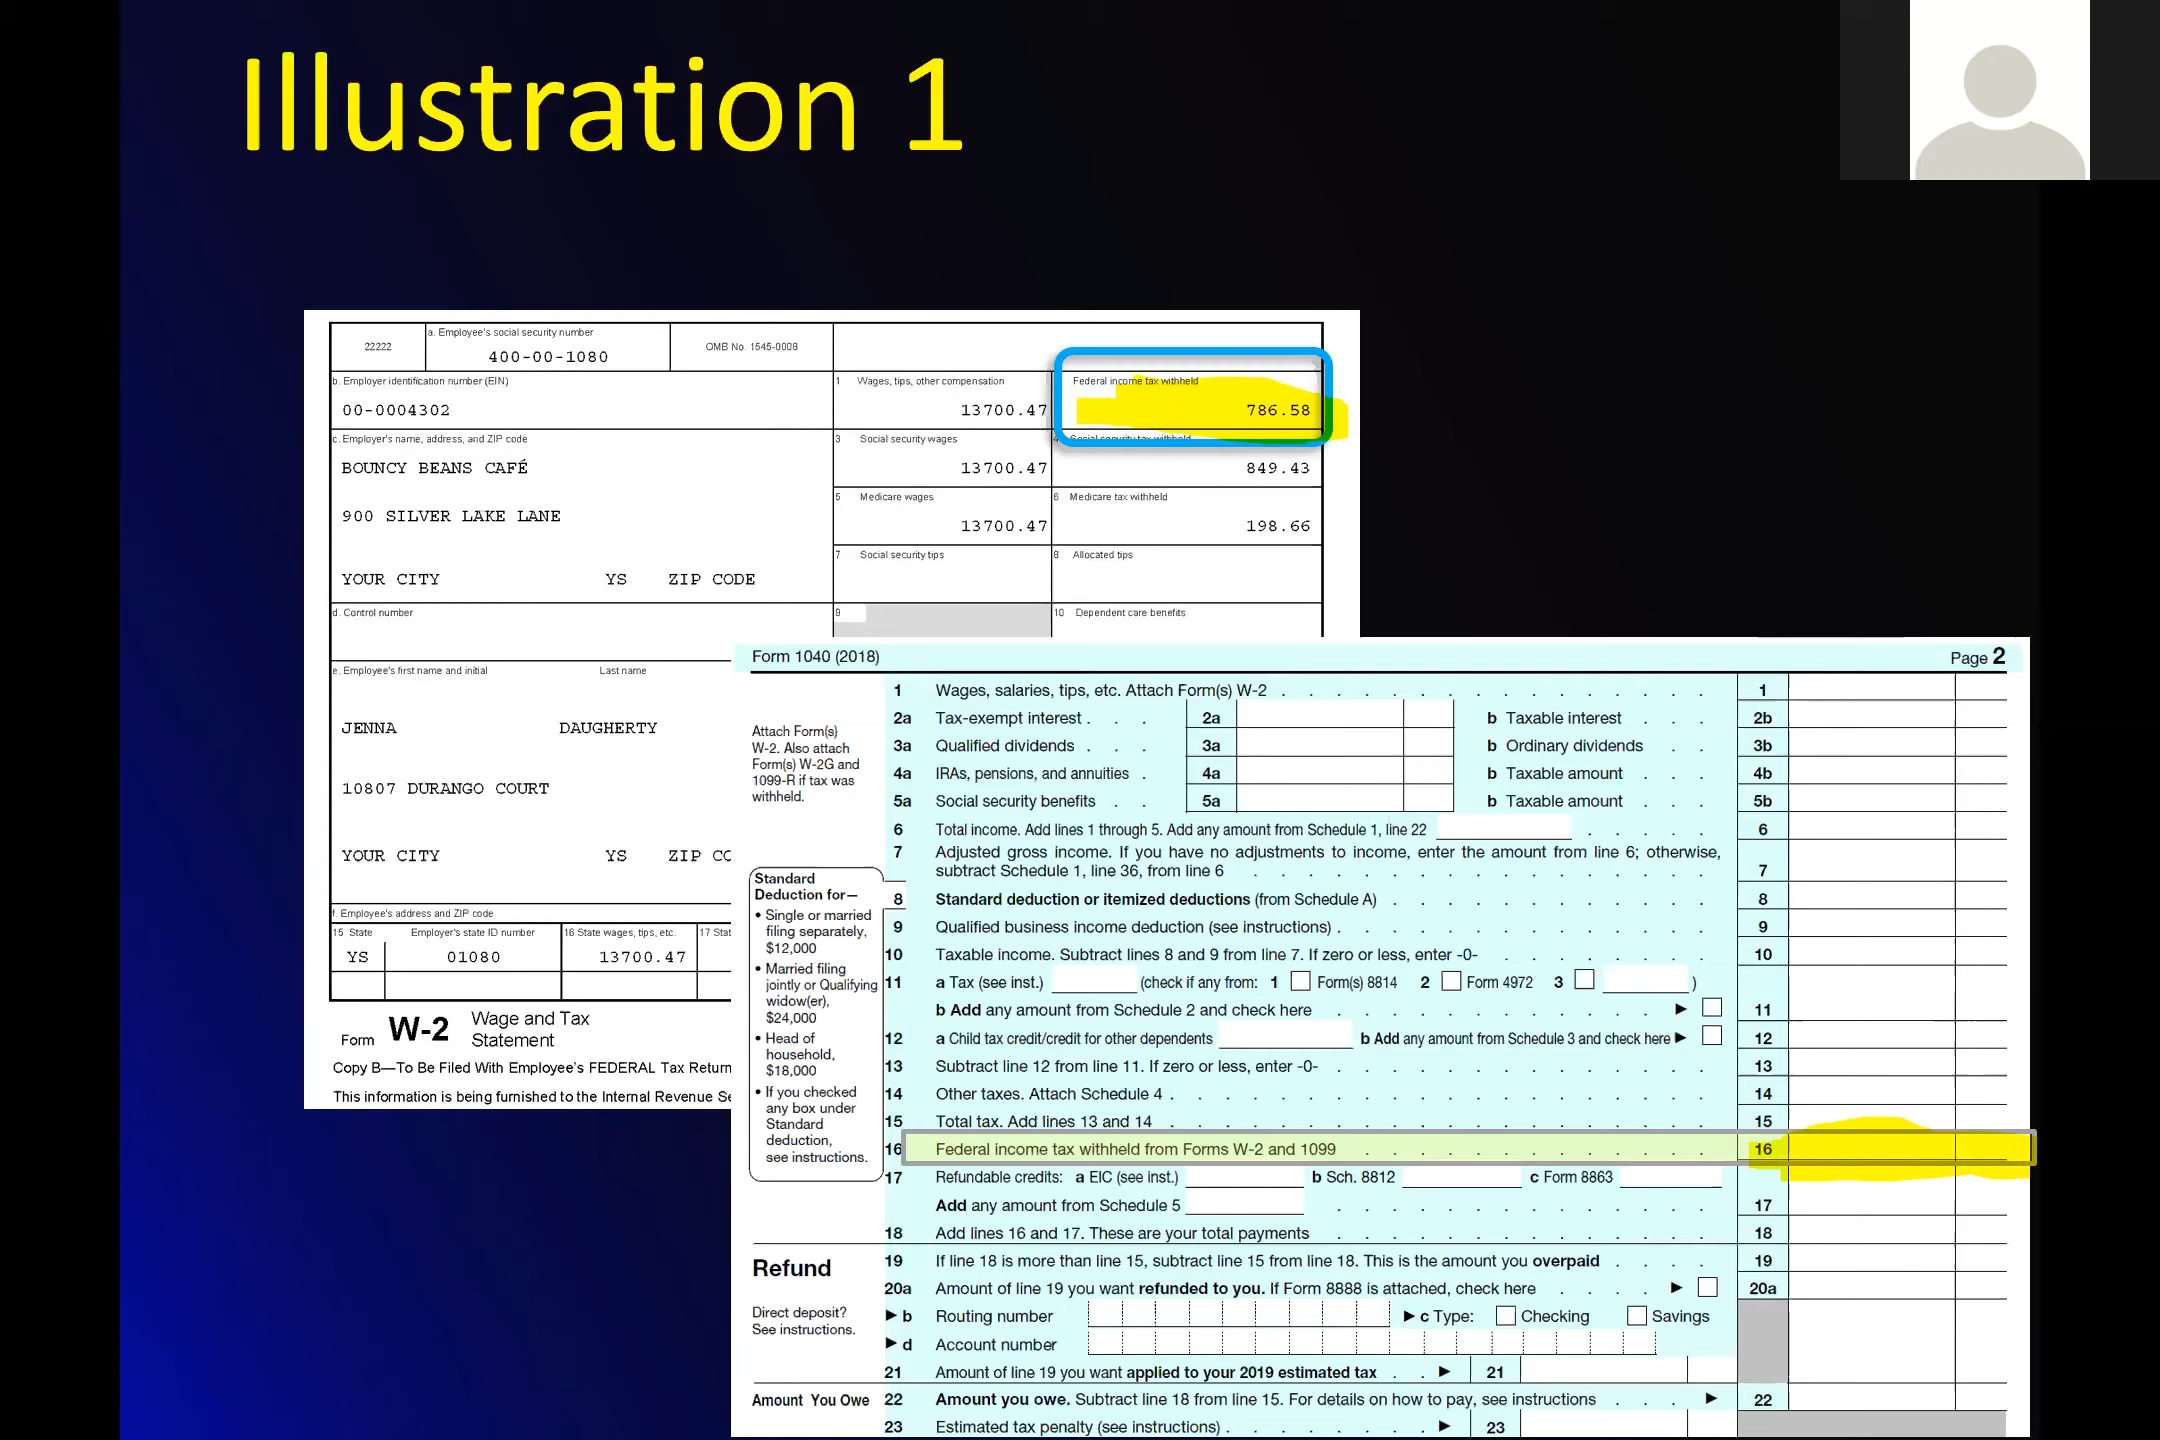 Illustration 1
22222
a. Employee's social security number
400-00-1080
OMB No. 1545-0008
b. Employer identification number (EIN)
00-0004302
1 Wages, tips, other compensation
13700.47
Federal income tax withheld
786.58
c. Employer's name, address, and ZIP code
BOUNCY BEANS CAFÉ
900 SILVER LAKE LANE
YOUR CITY YS ZIP CODE
3 Social security wages
13700.47
4 Social security tax withheld
849.43
5 Medicare wages
13700.47
6 Medicare tax withheld
198.66
7 Social security tips
8 Allocated tips
d. Control number
9
10 Dependent care benefits
e. Employee's first name and initial Last name
JENNA DAUGHERTY
10807 DURANGO COURT
YOUR CITY YS ZIP CO
f. Employee's address and ZIP code
15 State Employer's state ID number 16 State wages, tips, etc. 17 Stat
YS 01080 13700.47
Form W-2 Wage and Tax
Statement
Copy B—To Be Filed With Employee's FEDERAL Tax Return
This information is being furnished to the Internal Revenue Se
Form 1040 (2018) Page 2
Attach Form(s)
W-2. Also attach
Form(s) W-2G and
1099-R if tax was
withheld.
1 Wages, salaries, tips, etc. Attach Form(s) W-2 . . . . . . . . . . . . . . . . 1
2a Tax-exempt interest . . . 2a b Taxable interest . . . 2b
3a Qualified dividends . . . 3a b Ordinary dividends . . 3b
4a IRAs, pensions, and annuities . 4a b Taxable amount . . . 4b
5a Social security benefits . . 5a b Taxable amount . . . 5b
6 Total income. Add lines 1 through 5. Add any amount from Schedule 1, line 22 . . . . . 6
7 Adjusted gross income. If you have no adjustments to income, enter the amount from line 6; otherwise,
subtract Schedule 1, line 36, from line 6 . . . . . . . . . . . . . . . . . 7
Standard
Deduction for—
• Single or married
filing separately,
$12,000
• Married filing
jointly or Qualifying
widow(er),
$24,000
• Head of
household,
$18,000
• If you checked
any box under
Standard
deduction,
see instructions.
8 Standard deduction or itemized deductions (from Schedule A) . . . . . . . . . . . . 8
9 Qualified business income deduction (see instructions) . . . . . . . . . . . . . . 9
10 Taxable income. Subtract lines 8 and 9 from line 7. If zero or less, enter -0- . . . . . . . . 10
11 a Tax (see inst.) (check if any from: 1 Form(s) 8814 2 Form 4972 3 )
b Add any amount from Schedule 2 and check here . . . . . . . . . . . . ▶ 11
12 a Child tax credit/credit for other dependents b Add any amount from Schedule 3 and check here ▶ 12
13 Subtract line 12 from line 11. If zero or less, enter -0- . . . . . . . . . . . . . . 13
14 Other taxes. Attach Schedule 4 . . . . . . . . . . . . . . . . . . . . 14
15 Total tax. Add lines 13 and 14 . . . . . . . . . . . . . . . . . . . . 15
16 Federal income tax withheld from Forms W-2 and 1099 . . . . . . . . . . . . . 16
17 Refundable credits: a EIC (see inst.) b Sch. 8812 c Form 8863
Add any amount from Schedule 5 . . . . . . . . . . . . . . 17
18 Add lines 16 and 17. These are your total payments . . . . . . . . . . . . . . 18
Refund
19 If line 18 is more than line 15, subtract line 15 from line 18. This is the amount you overpaid . . . . 19
20a Amount of line 19 you want refunded to you. If Form 8888 is attached, check here . . . . ▶ 20a
Direct deposit?
See instructions.
▶ b Routing number ▶ c Type: Checking Savings
▶ d Account number
21 Amount of line 19 you want applied to your 2019 estimated tax . . ▶ 21
Amount You Owe 22 Amount you owe. Subtract line 18 from line 15. For details on how to pay, see instructions . . . ▶ 22
23 Estimated tax penalty (see instructions) . . . . . . . . ▶ 23